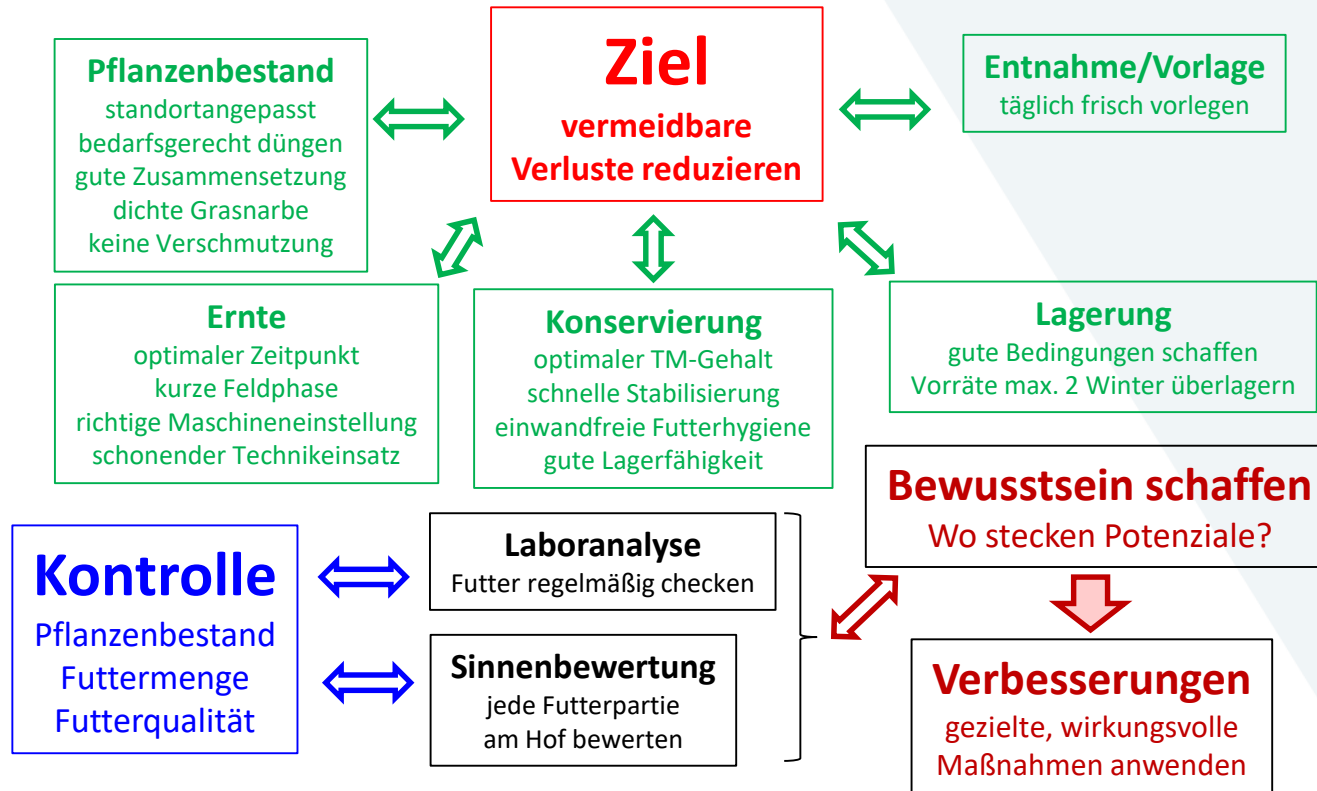 Pflanzenbestand
standortangepasst
bedarfsgerecht düngen
gute Zusammensetzung
dichte Grasnarbe
keine Verschmutzung
Ziel
vermeidbare
Verluste reduzieren
Entnahme/Vorlage
täglich frisch vorlegen
Ernte
optimaler Zeitpunkt
kurze Feldphase
richtige Maschineneinstellung
schonender Technikeinsatz
Konservierung
optimaler TM-Gehalt
schnelle Stabilisierung
einwandfreie Futterhygiene
gute Lagerfähigkeit
Lagerung
gute Bedingungen schaffen
Vorräte max. 2 Winter überlagern
Kontrolle
Pflanzenbestand
Futtermenge
Futterqualität
Laboranalyse
Futter regelmäßig checken
Sinnenbewertung
jede Futterpartie
am Hof bewerten
Bewusstsein schaffen
Wo stecken Potenziale?
Verbesserungen
gezielte, wirkungsvolle
Maßnahmen anwenden